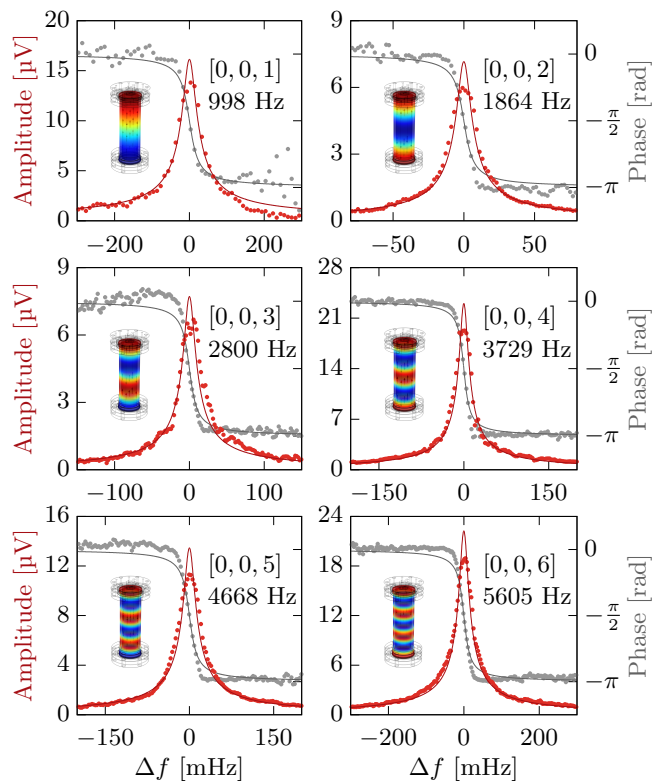 20
15
10
5
0
Amplitude [µV]
[0, 0, 1]
998 Hz
−200
0
200
9
6
3
0
[0, 0, 2]
1864 Hz
−50
0
50
0
−π/2
−π
Phase [rad]
9
6
3
0
Amplitude [µV]
[0, 0, 3]
2800 Hz
−100
0
100
28
21
14
7
0
[0, 0, 4]
3729 Hz
−150
0
150
0
−π/2
−π
Phase [rad]
16
12
8
4
0
Amplitude [µV]
[0, 0, 5]
4668 Hz
−150
0
150
Δf [mHz]
24
18
12
6
0
[0, 0, 6]
5605 Hz
−200
0
200
Δf [mHz]
0
−π/2
−π
Phase [rad]